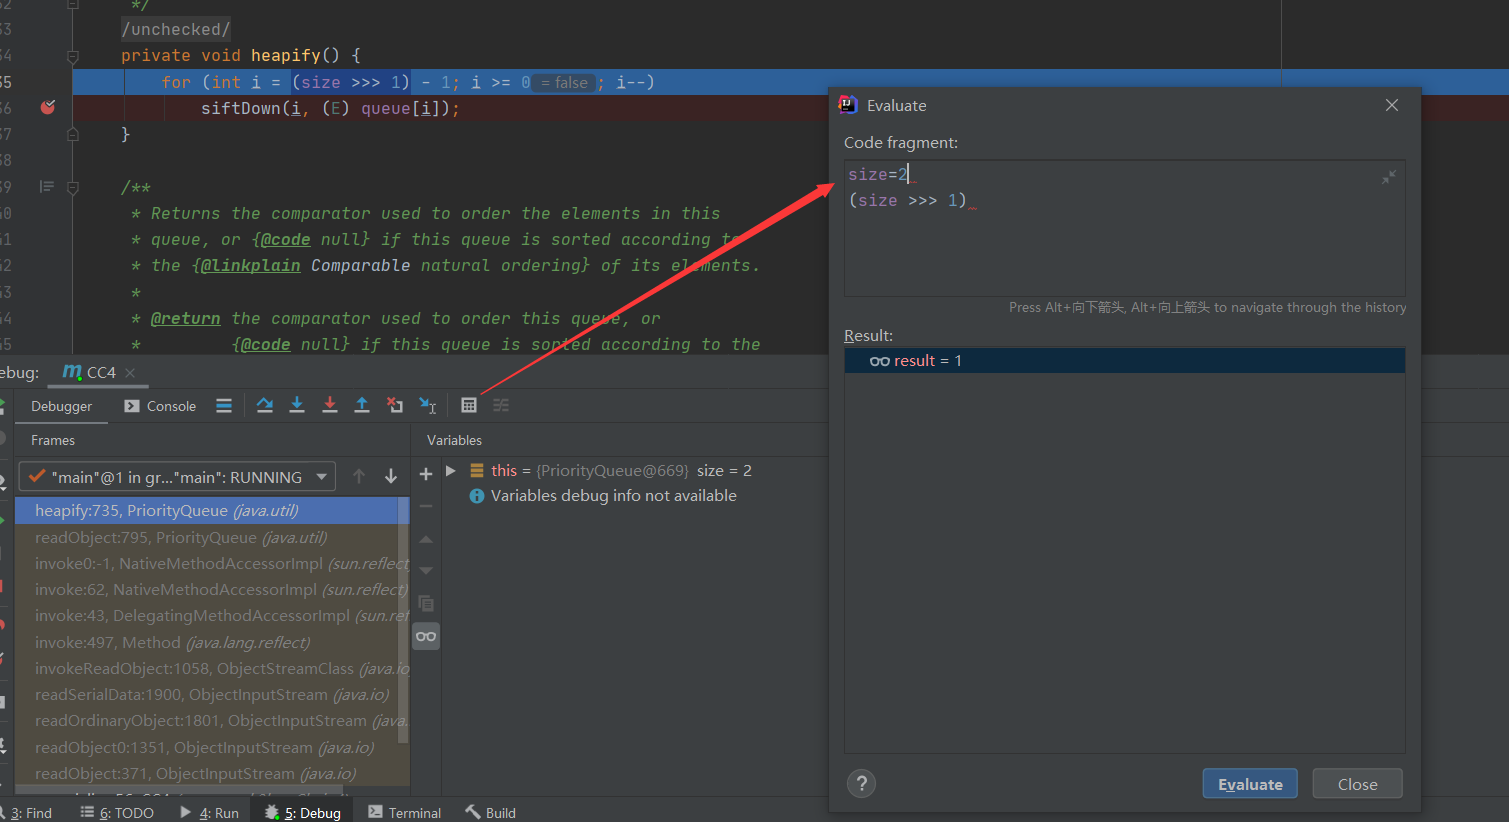 */
/unchecked/
private void heapify() {
for (int i = (size >>> 1) - 1; i >= 0 = false ; i--)
siftDown(i, (E) queue[i]);
}
/**
* Returns the comparator used to order the elements in this
* queue, or {@code null} if this queue is sorted according to
* the {@linkplain Comparable natural ordering} of its elements.
*
* @return the comparator used to order this queue, or
* {@code null} if this queue is sorted according to the
Evaluate
Code fragment:
size=2
(size >>> 1)
Press Alt+向下箭头, Alt+向上箭头 to navigate through the history
Result:
result = 1
Evaluate
Close
ebug:
CC4
Debugger
Console
Frames
Variables
"main"@1 in gr..."main": RUNNING
this = {PriorityQueue@669} size = 2
Variables debug info not available
heapify:735, PriorityQueue (java.util)
readObject:795, PriorityQueue (java.util)
invoke0:-1, NativeMethodAccessorImpl (sun.reflect
invoke:62, NativeMethodAccessorImpl (sun.reflect)
invoke:43, DelegatingMethodAccessorImpl (sun.ref
invoke:497, Method (java.lang.reflect)
invokeReadObject:1058, ObjectStreamClass (java.io
readSerialData:1900, ObjectInputStream (java.io)
readOrdinaryObject:1801, ObjectInputStream (java.
readObject0:1351, ObjectInputStream (java.io)
readObject:371, ObjectInputStream (java.io)
3: Find
6: TODO
4: Run
5: Debug
Terminal
Build